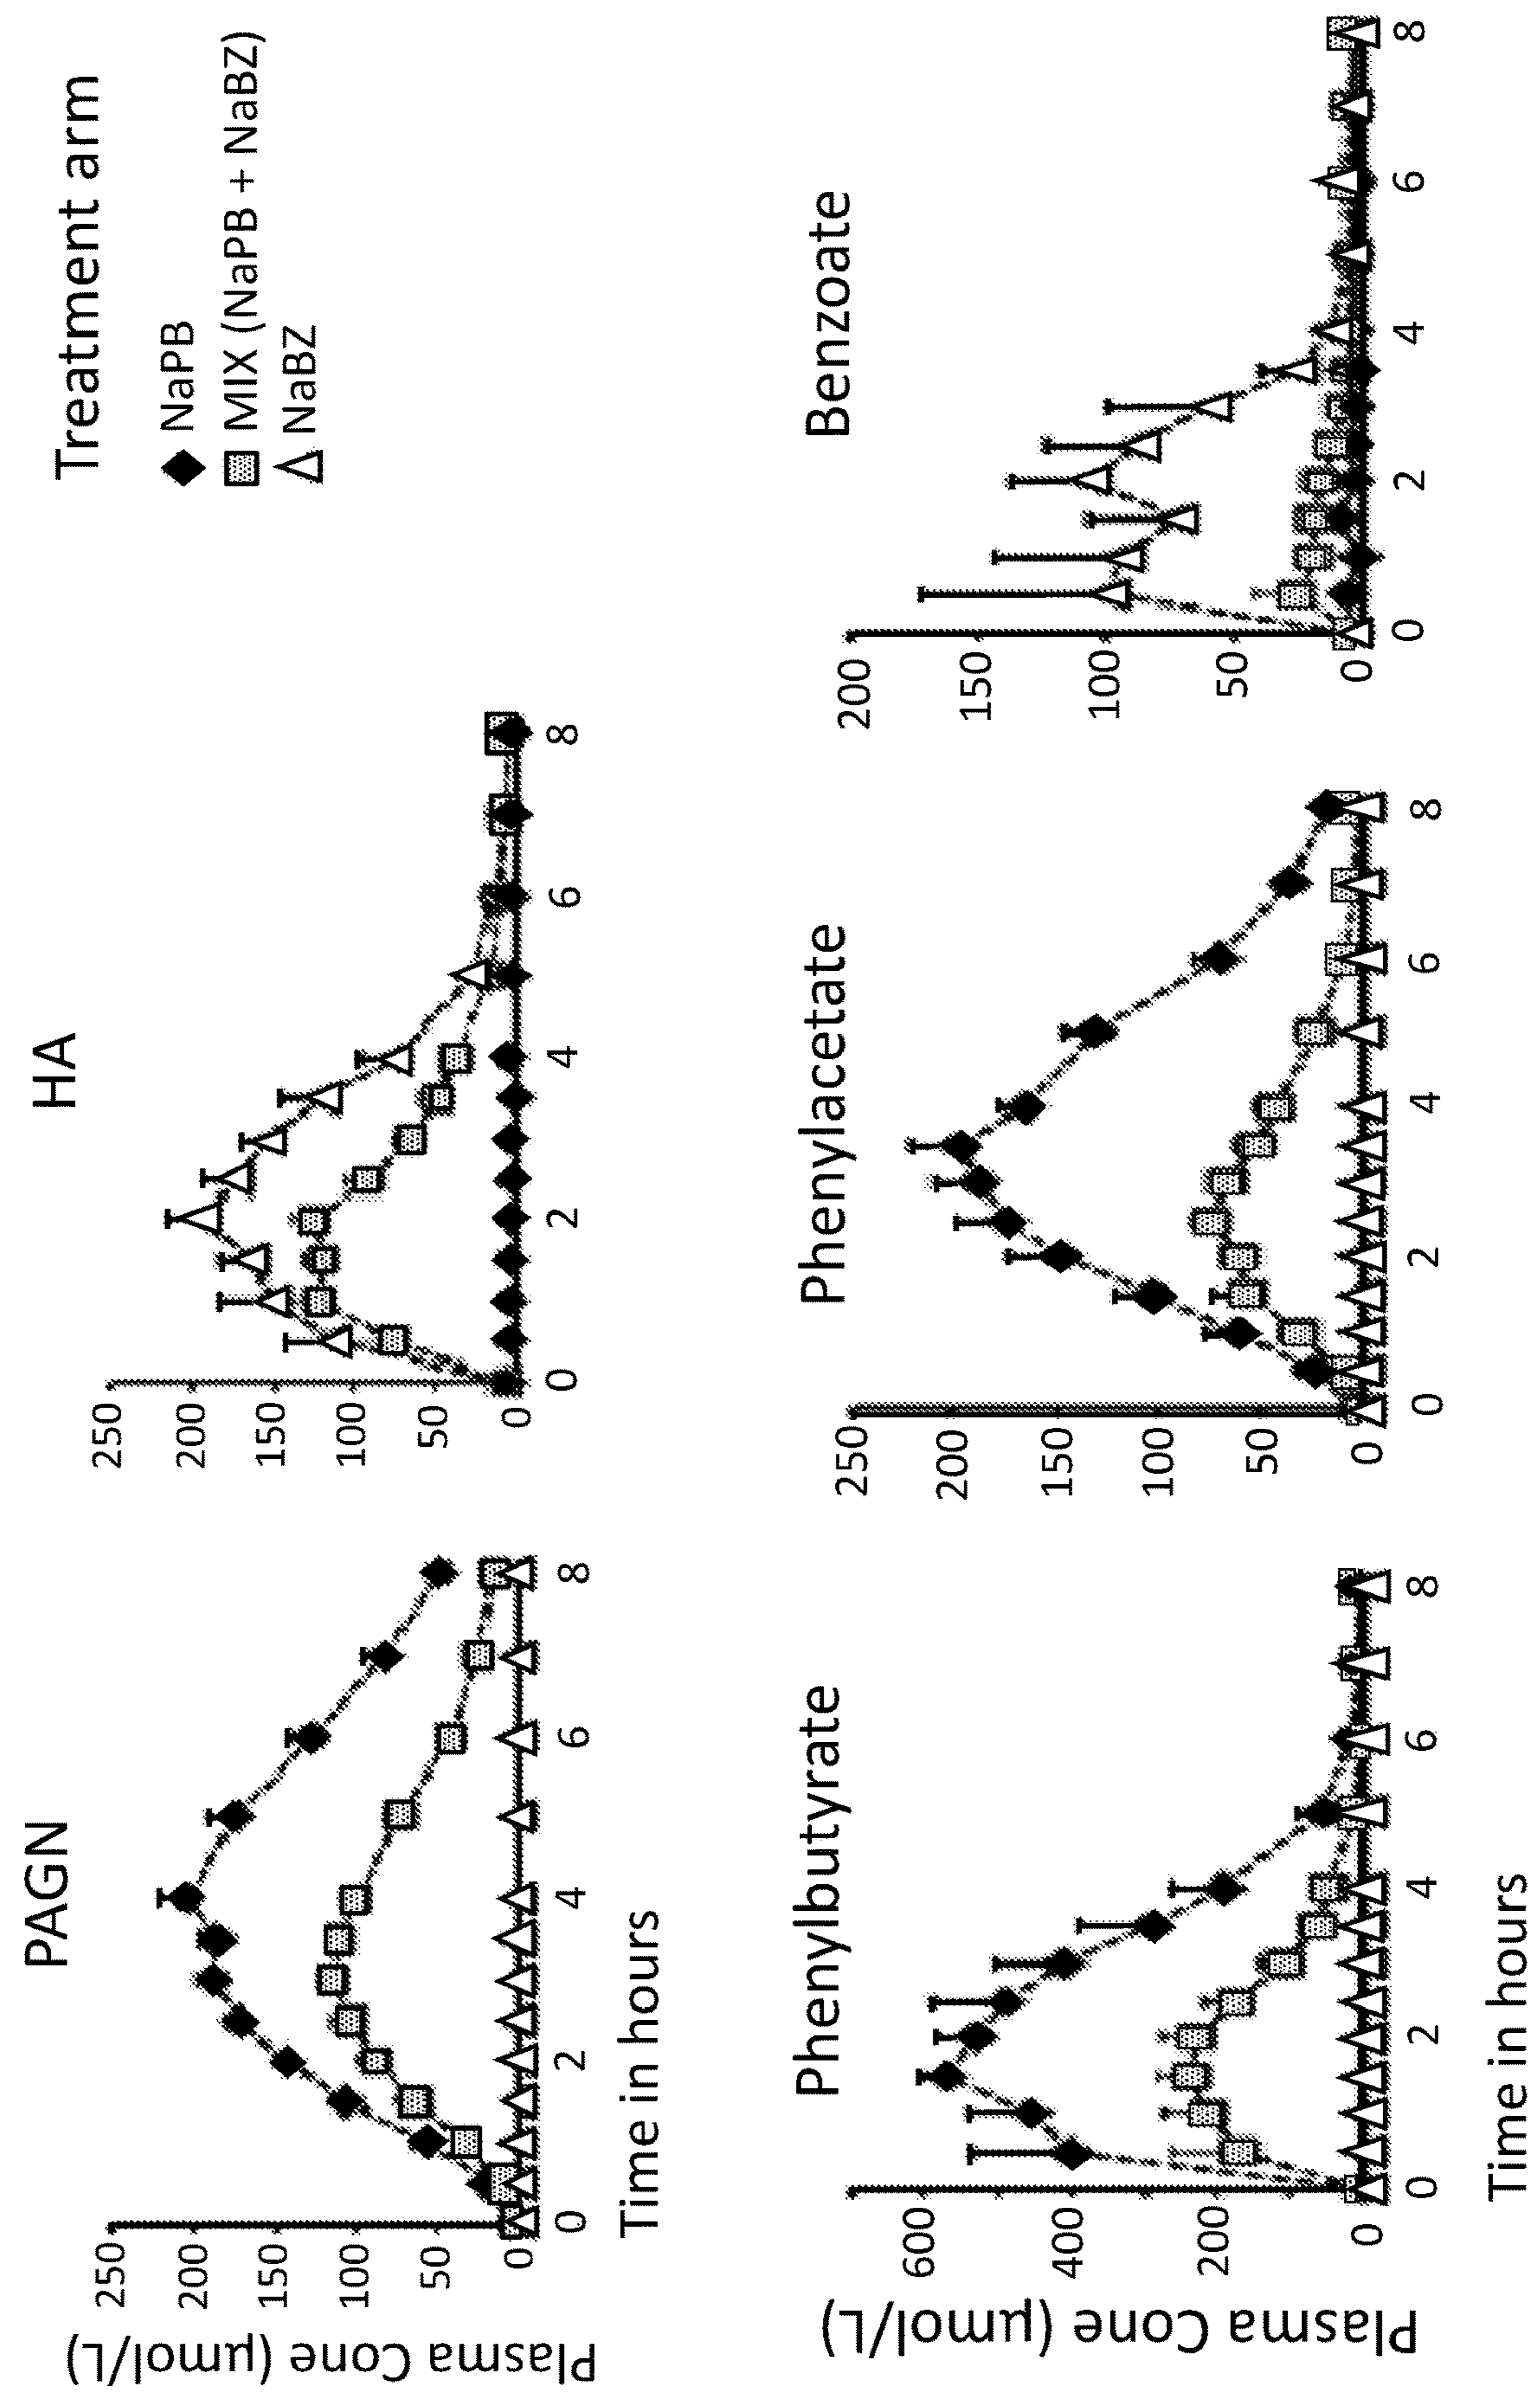 PAGN
HA
Treatment arm
NaPB
MIX (NaPB + NaBZ)
NaBZ
Plasma Cone (µmol/L)
250
200
150
100
50
0
0 2 4 6 8
Time in hours
250
200
150
100
50
0
0 2 4 6 8
Phenylbutyrate
Phenylacetate
Benzoate
Plasma Cone (µmol/L)
600
400
200
0
0 2 4 6 8
Time in hours
250
200
150
100
50
0
0 2 4 6 8
200
150
100
50
0
0 2 4 6 8